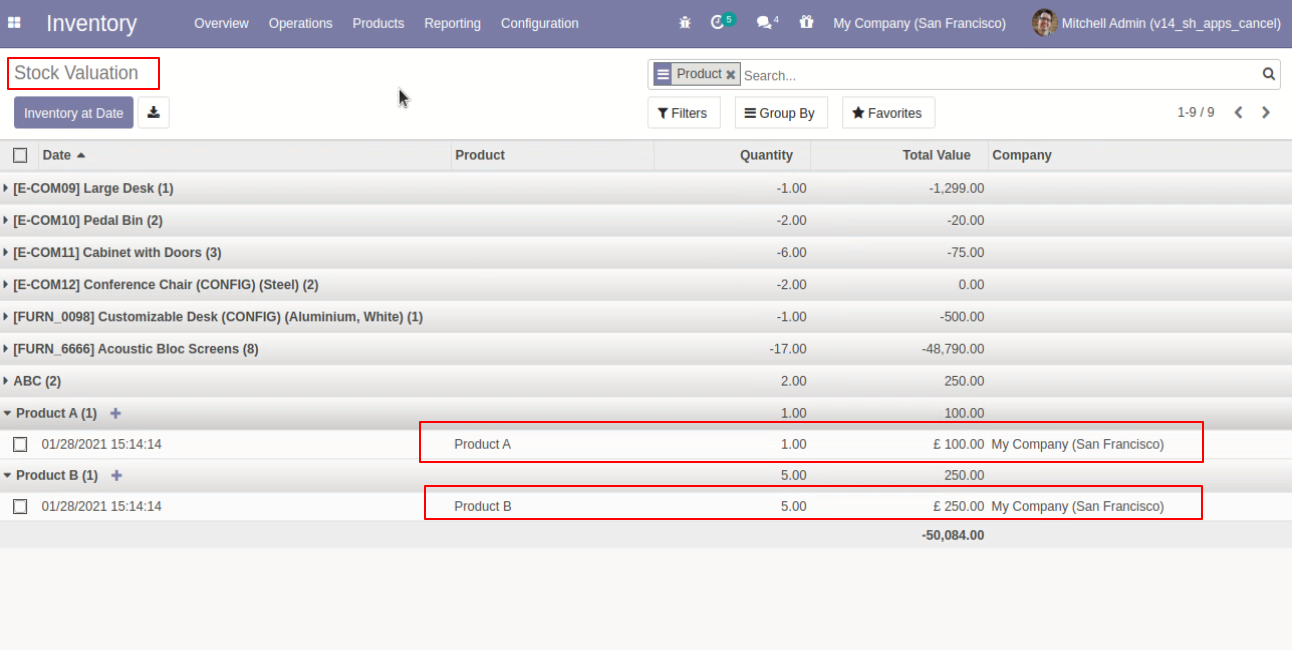 Inventory Overview Operations Products Reporting Configuration 5 4 My Company (San Francisco) Mitchell Admin (v14_sh_apps_cancel)
Stock Valuation Product Search...
Inventory at Date Filters Group By Favorites 1-9 / 9
Date Product Quantity Total Value Company
[E-COM09] Large Desk (1) -1.00 -1,299.00
[E-COM10] Pedal Bin (2) -2.00 -20.00
[E-COM11] Cabinet with Doors (3) -6.00 -75.00
[E-COM12] Conference Chair (CONFIG) (Steel) (2) -2.00 0.00
[FURN_0098] Customizable Desk (CONFIG) (Aluminium, White) (1) -1.00 -500.00
[FURN_6666] Acoustic Bloc Screens (8) -17.00 -48,790.00
ABC (2) 2.00 250.00
Product A (1) 1.00 100.00
01/28/2021 15:14:14 Product A 1.00 £ 100.00 My Company (San Francisco)
Product B (1) 5.00 250.00
01/28/2021 15:14:14 Product B 5.00 £ 250.00 My Company (San Francisco)
-50,084.00